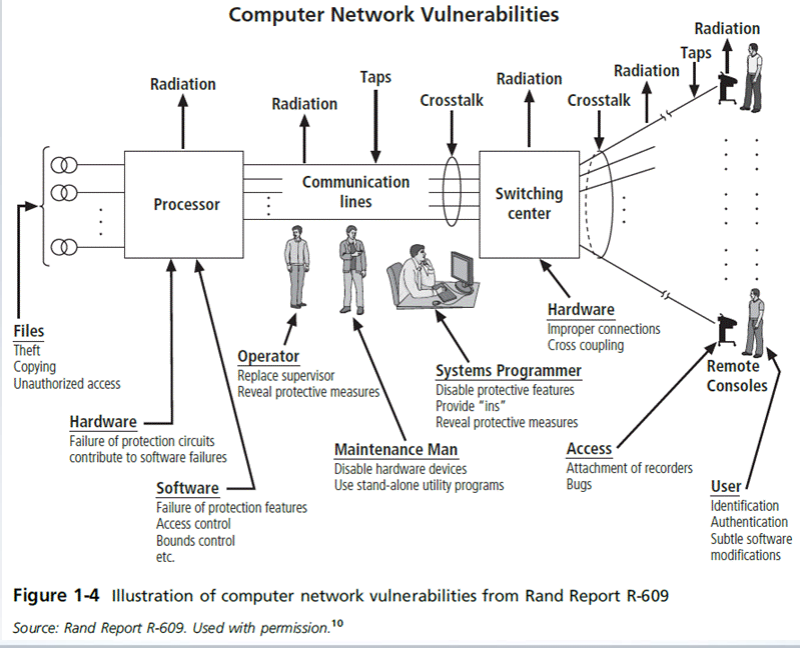 Computer Network Vulnerabilities
Radiation
Taps
Radiation
Radiation
Taps
Radiation
Crosstalk
Radiation
Crosstalk
Processor
Communication
lines
Switching
center
Files
Theft
Copying
Unauthorized access
Hardware
Failure of protection circuits
contribute to software failures
Software
Failure of protection features
Access control
Bounds control
etc.
Operator
Replace supervisor
Reveal protective measures
Maintenance Man
Disable hardware devices
Use stand-alone utility programs
Systems Programmer
Disable protective features
Provide “ins”
Reveal protective measures
Hardware
Improper connections
Cross coupling
Access
Attachment of recorders
Bugs
Remote
Consoles
User
Identification
Authentication
Subtle software
modifications
Figure 1-4 Illustration of computer network vulnerabilities from Rand Report R-609
Source: Rand Report R-609. Used with permission.10